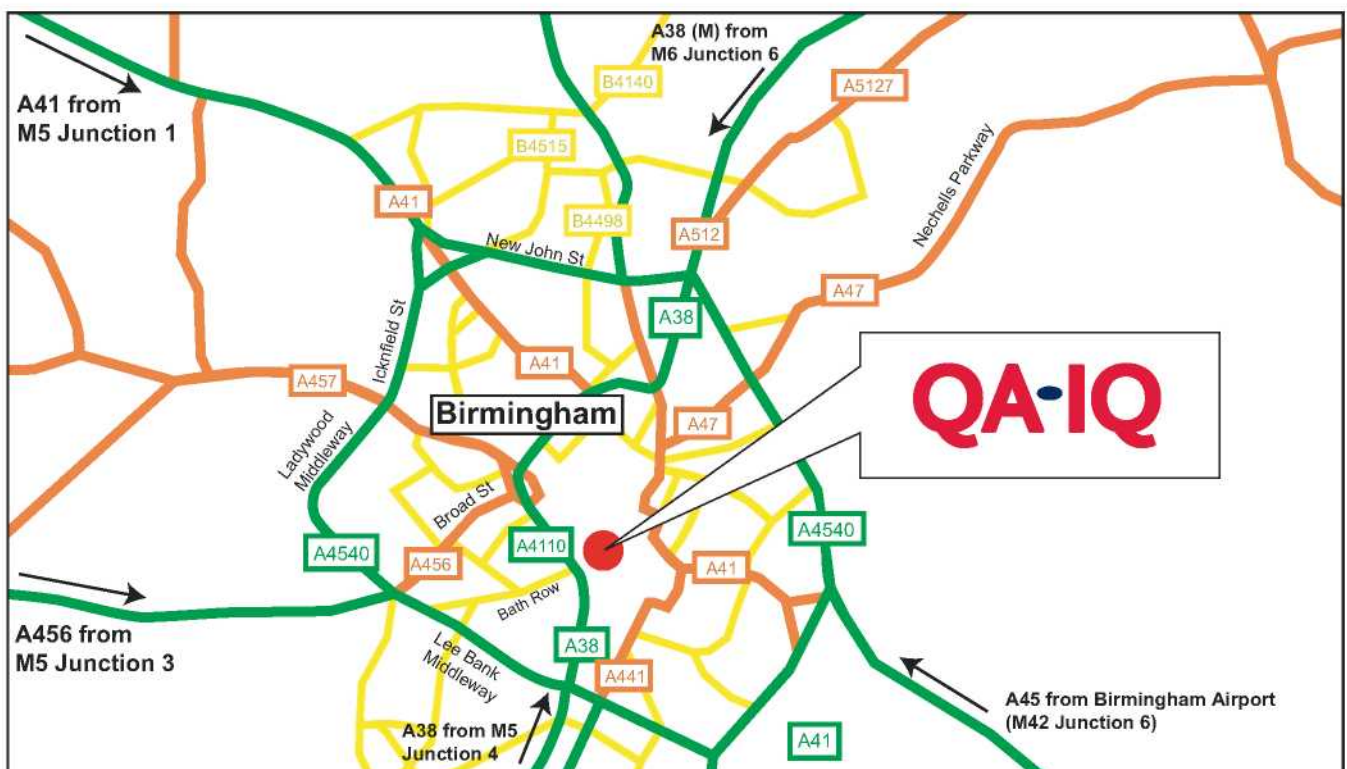 A38 (M) from
M6 Junction 6
B4140
A5127
A41 from
M5 Junction 1
B4515
Nechells Parkway
A41
B4498
A512
New John St
A47
A38
Icknfield St
A41
A457
QA-IQ
Birmingham
A47
Ladywood
Middleway
Broad St
A4540
A4110
A4540
A456
A41
Bath Row
A456 from
M5 Junction 3
A38
Lee Bank
Middleway
A441
A45 from Birmingham Airport
(M42 Junction 6)
A38 from M5
Junction 4
A41